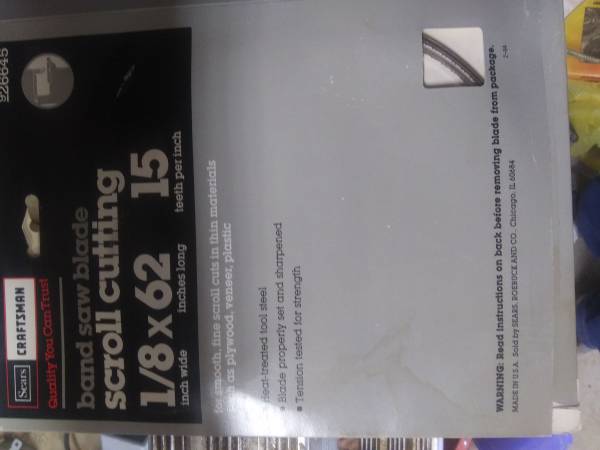 926645
Sears CRAFTSMAN
Quality You Can Trust
band saw blade
scroll cutting
1/8 x 62 15
inch wide inches long teeth per inch
for smooth, fine scroll cuts in thin materials
such as plywood, veneer, plastic
• Heat-treated tool steel
• Blade properly set and sharpened
• Tension tested for strength
WARNING: Read instructions on back before removing blade from package.
MADE IN U.S.A. Sold by SEARS, ROEBUCK AND CO., Chicago, IL 60684